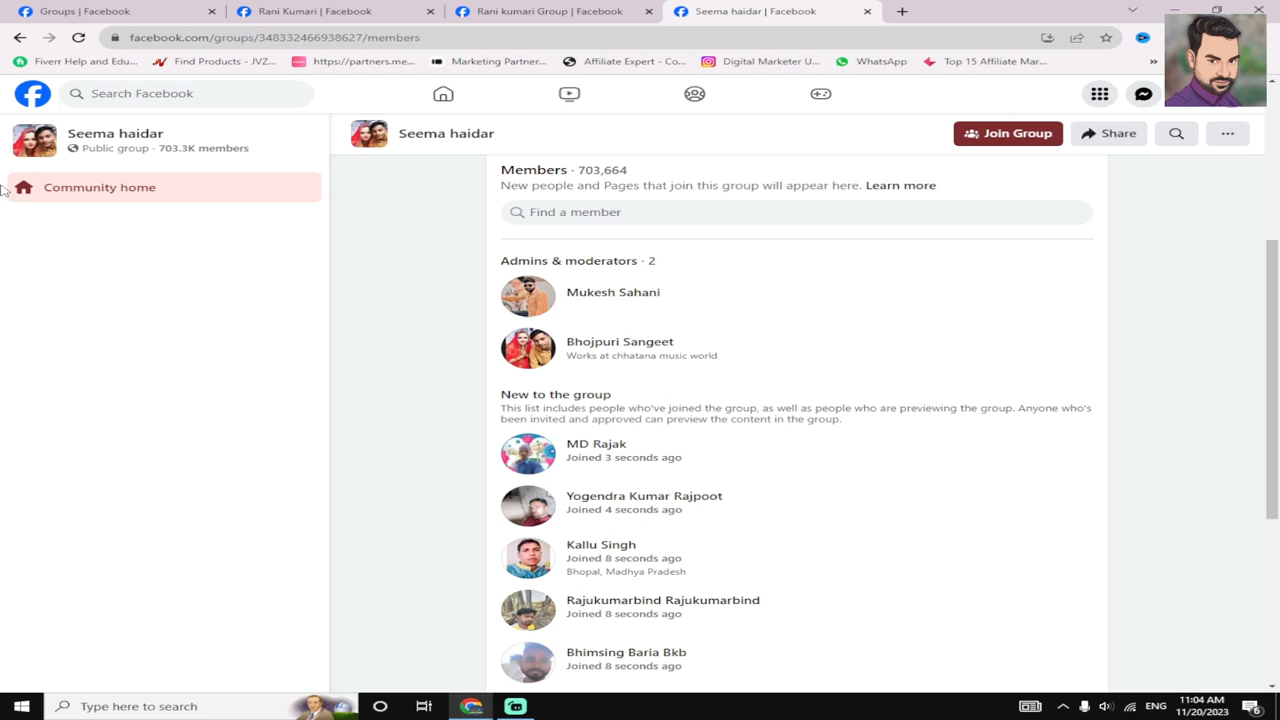 Groups | Facebook
Rani Kumari | Facebook
Rani kumari Group | Facebook
Seema haidar | Facebook
facebook.com/groups/348332466938627/members
Fiverr Help and Edu...
Find Products - JVZ...
https://partners.me...
Marketing Partner...
Affiliate Expert - Co...
Digital Marketer U...
WhatsApp
Top 15 Affiliate Mar...
Search Facebook
Seema haidar
Public group · 703.3K members
Community home
Seema haidar
Join Group
Share
Members · 703,664
New people and Pages that join this group will appear here. Learn more
Find a member
Admins & moderators · 2
Mukesh Sahani
Bhojpuri Sangeet
Works at chhatana music world
New to the group
This list includes people who've joined the group, as well as people who are previewing the group. Anyone who's
been invited and approved can preview the content in the group.
MD Rajak
Joined 3 seconds ago
Yogendra Kumar Rajpoot
Joined 4 seconds ago
Kallu Singh
Joined 8 seconds ago
Bhopal, Madhya Pradesh
Rajukumarbind Rajukumarbind
Joined 8 seconds ago
Bhimsing Baria Bkb
Joined 8 seconds ago
Type here to search
ENG
11:04 AM
11/20/2023
6